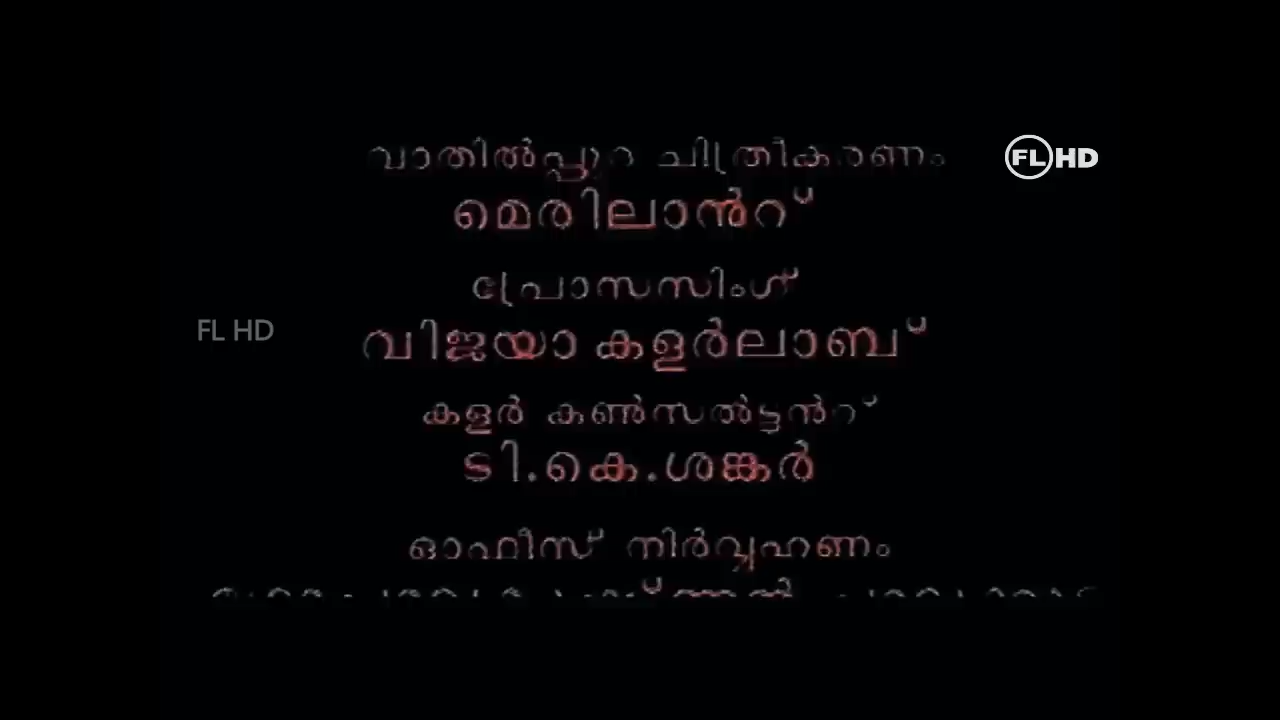 വാതിൽപ്പുറ ചിത്രീകരണം
FL HD
മെരിലാൻറ്
പ്രോസസിംഗ്
FL HD
വിജയാ കളർലാബ്
കളർ കൺസൽട്ടൻറ്
ടി.കെ.ശങ്കർ
ഓഫീസ് നിർവ്വഹണം